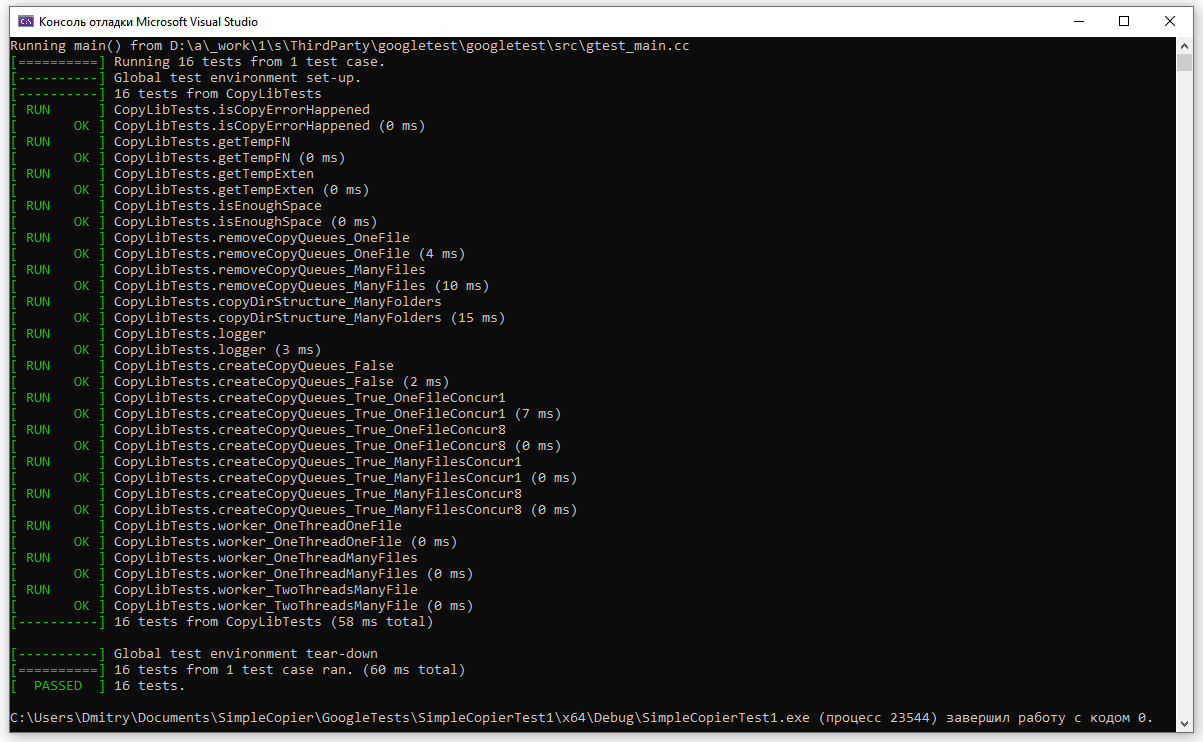 Консоль отладки Microsoft Visual Studio
Running main() from D:\a\_work\1\s\ThirdParty\googletest\googletest\src\gtest_main.cc
[==========] Running 16 tests from 1 test case.
[----------] Global test environment set-up.
[----------] 16 tests from CopyLibTests
[ RUN      ] CopyLibTests.isCopyErrorHappened
[       OK ] CopyLibTests.isCopyErrorHappened (0 ms)
[ RUN      ] CopyLibTests.getTempFN
[       OK ] CopyLibTests.getTempFN (0 ms)
[ RUN      ] CopyLibTests.getTempExten
[       OK ] CopyLibTests.getTempExten (0 ms)
[ RUN      ] CopyLibTests.isEnoughSpace
[       OK ] CopyLibTests.isEnoughSpace (0 ms)
[ RUN      ] CopyLibTests.removeCopyQueues_OneFile
[       OK ] CopyLibTests.removeCopyQueues_OneFile (4 ms)
[ RUN      ] CopyLibTests.removeCopyQueues_ManyFiles
[       OK ] CopyLibTests.removeCopyQueues_ManyFiles (10 ms)
[ RUN      ] CopyLibTests.copyDirStructure_ManyFolders
[       OK ] CopyLibTests.copyDirStructure_ManyFolders (15 ms)
[ RUN      ] CopyLibTests.logger
[       OK ] CopyLibTests.logger (3 ms)
[ RUN      ] CopyLibTests.createCopyQueues_False
[       OK ] CopyLibTests.createCopyQueues_False (2 ms)
[ RUN      ] CopyLibTests.createCopyQueues_True_OneFileConcur1
[       OK ] CopyLibTests.createCopyQueues_True_OneFileConcur1 (7 ms)
[ RUN      ] CopyLibTests.createCopyQueues_True_OneFileConcur8
[       OK ] CopyLibTests.createCopyQueues_True_OneFileConcur8 (0 ms)
[ RUN      ] CopyLibTests.createCopyQueues_True_ManyFilesConcur1
[       OK ] CopyLibTests.createCopyQueues_True_ManyFilesConcur1 (0 ms)
[ RUN      ] CopyLibTests.createCopyQueues_True_ManyFilesConcur8
[       OK ] CopyLibTests.createCopyQueues_True_ManyFilesConcur8 (0 ms)
[ RUN      ] CopyLibTests.worker_OneThreadOneFile
[       OK ] CopyLibTests.worker_OneThreadOneFile (0 ms)
[ RUN      ] CopyLibTests.worker_OneThreadManyFiles
[       OK ] CopyLibTests.worker_OneThreadManyFiles (0 ms)
[ RUN      ] CopyLibTests.worker_TwoThreadsManyFile
[       OK ] CopyLibTests.worker_TwoThreadsManyFile (0 ms)
[----------] 16 tests from CopyLibTests (58 ms total)
[----------] Global test environment tear-down
[==========] 16 tests from 1 test case ran. (60 ms total)
[  PASSED  ] 16 tests.
C:\Users\Dmitry\Documents\SimpleCopier\GoogleTests\SimpleCopierTest1\x64\Debug\SimpleCopierTest1.exe (процесс 23544) завершил работу с кодом 0.